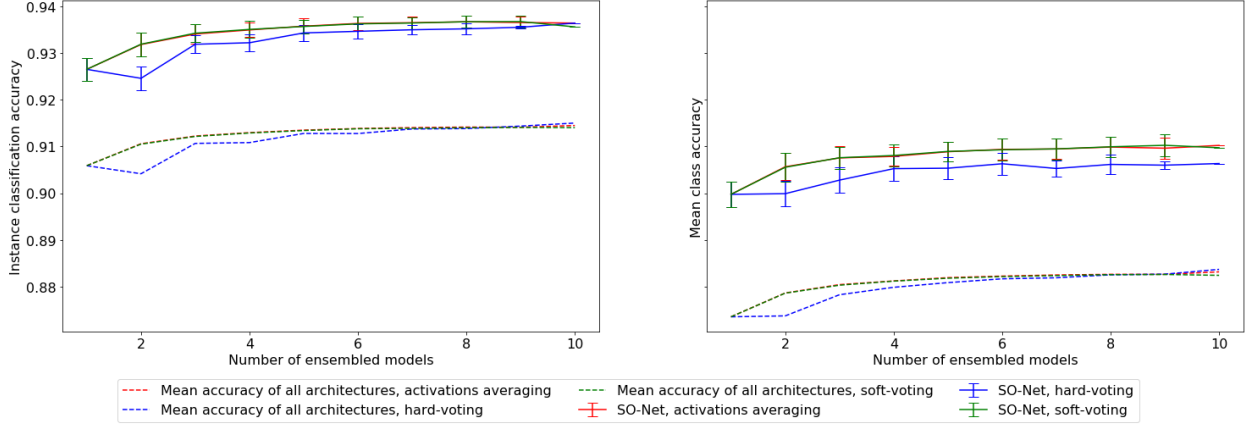 0.94
0.93
0.92
0.91
0.90
0.89
0.88
Instance classification accuracy
2
4
6
8
10
Number of ensembled models
Mean class accuracy
2
4
6
8
10
Number of ensembled models
Mean accuracy of all architectures, activations averaging
Mean accuracy of all architectures, hard-voting
Mean accuracy of all architectures, soft-voting
SO-Net, activations averaging
SO-Net, hard-voting
SO-Net, soft-voting